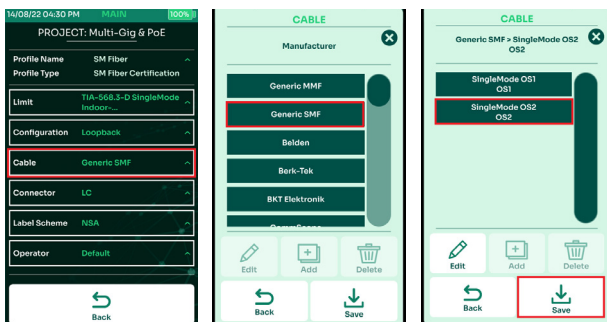 14/08/22 04:30 PM MAIN 100%
PROJECT: Multi-Gig & PoE
Profile Name SM Fiber
Profile Type SM Fiber Certification
Limit TIA-568.3-D SingleMode
Indoor-...
Configuration Loopback
Cable Generic SMF
Connector LC
Label Scheme NSA
Operator Default
Back
CABLE
Manufacturer
Generic MMF
Generic SMF
Belden
Berk-Tek
BKT Elektronik
CommScope
Edit Add Delete
Back Save
CABLE
Generic SMF > SingleMode OS2
OS2
SingleMode OS1
OS1
SingleMode OS2
OS2
Edit Add Delete
Back Save